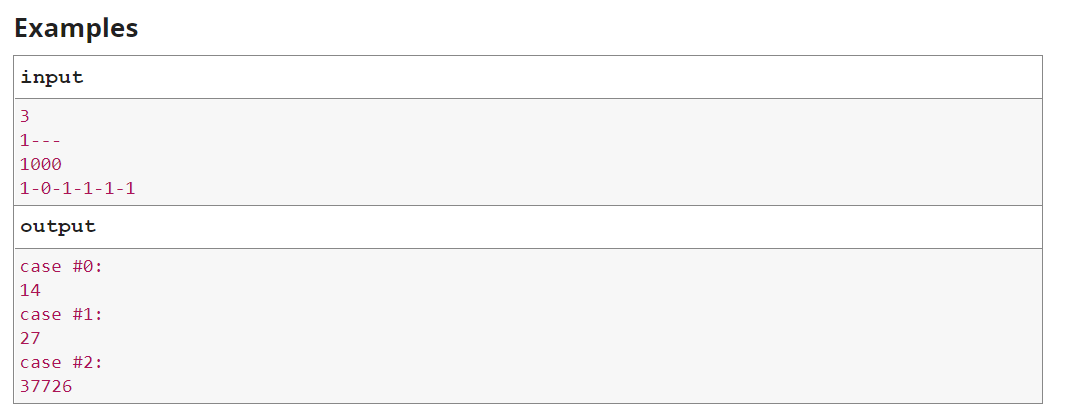 Examples
input
3
1---
1000
1-0-1-1-1-1
output
case #0:
14
case #1:
27
case #2:
37726